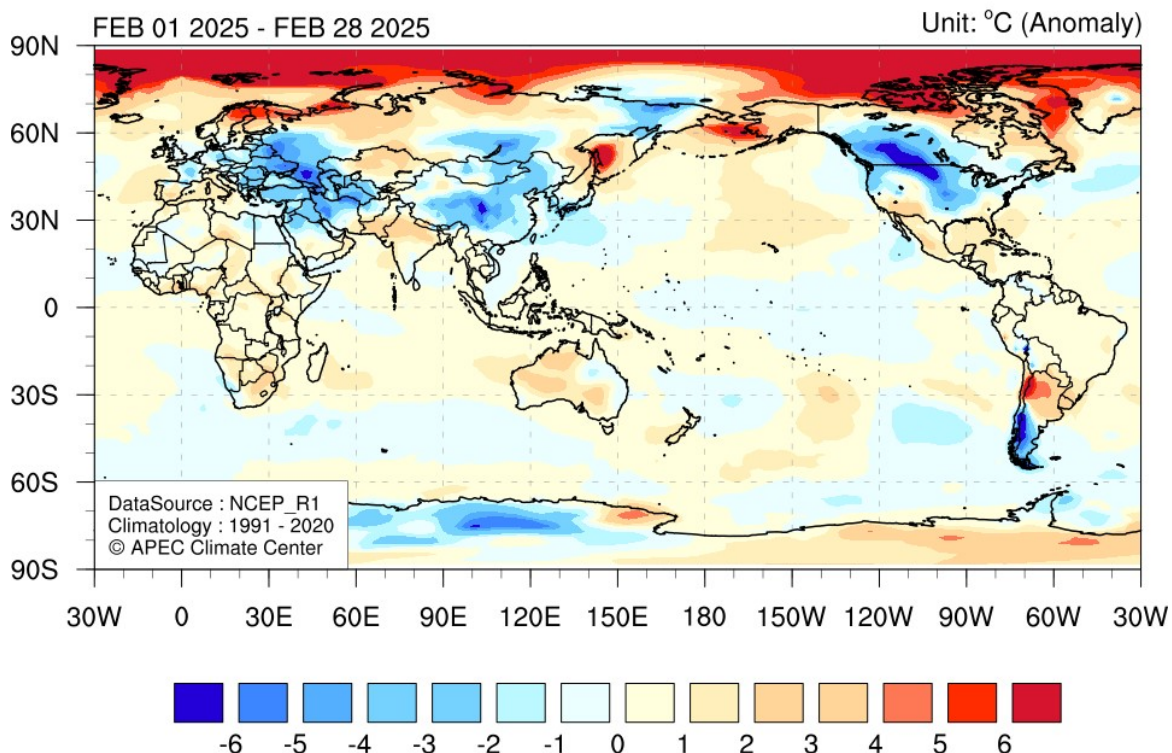 FEB 01 2025 - FEB 28 2025
Unit: °C (Anomaly)
90N
60N
30N
0
30S
60S
90S
DataSource : NCEP_R1
Climatology : 1991 - 2020
© APEC Climate Center
30W 0 30E 60E 90E 120E 150E 180 150W 120W 90W 60W 30W
-6 -5 -4 -3 -2 -1 0 1 2 3 4 5 6